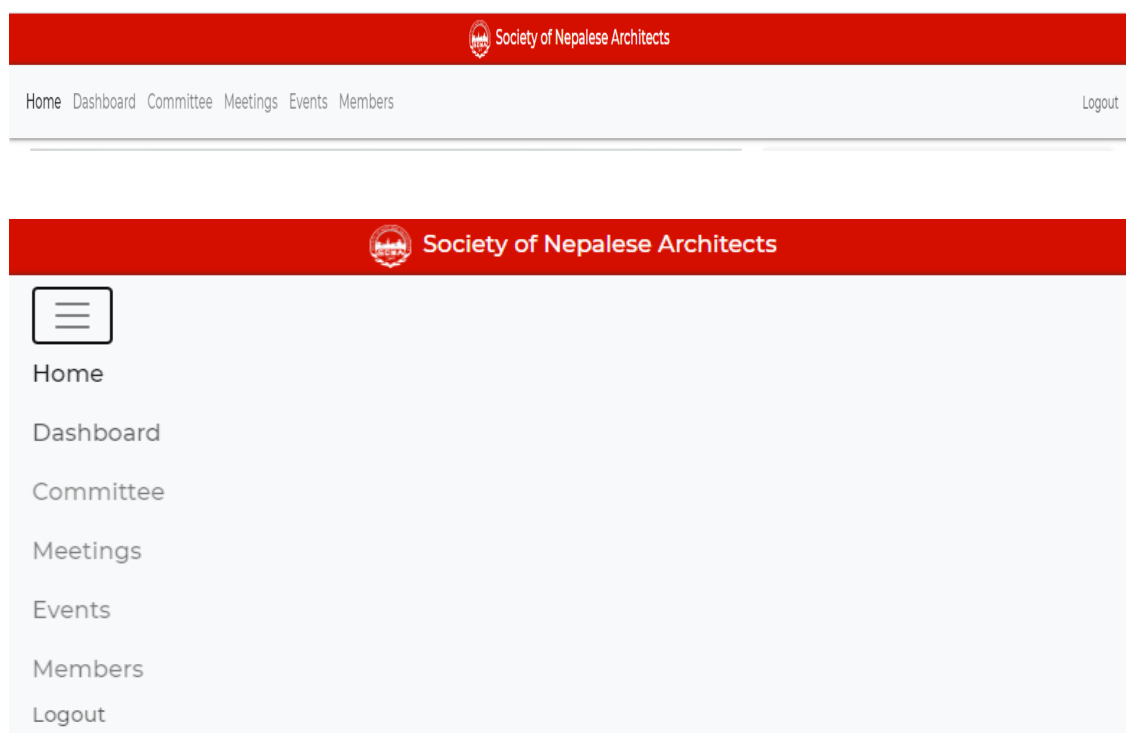 Society of Nepalese Architects
Home Dashboard Committee Meetings Events Members Logout
Society of Nepalese Architects
Home
Dashboard
Committee
Meetings
Events
Members
Logout